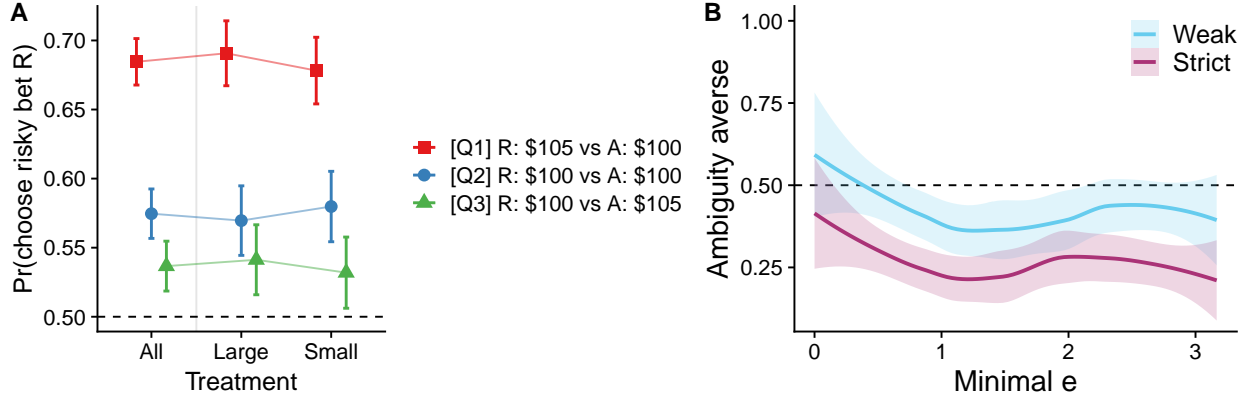 A
Pr(choose risky bet R)
0.70
0.65
0.60
0.55
0.50
All
Large
Small
Treatment
[Q1] R: $105 vs A: $100
[Q2] R: $100 vs A: $100
[Q3] R: $100 vs A: $105
B
Ambiguity averse
1.00
0.75
0.50
0.25
0
1
2
3
Minimal e
Weak
Strict